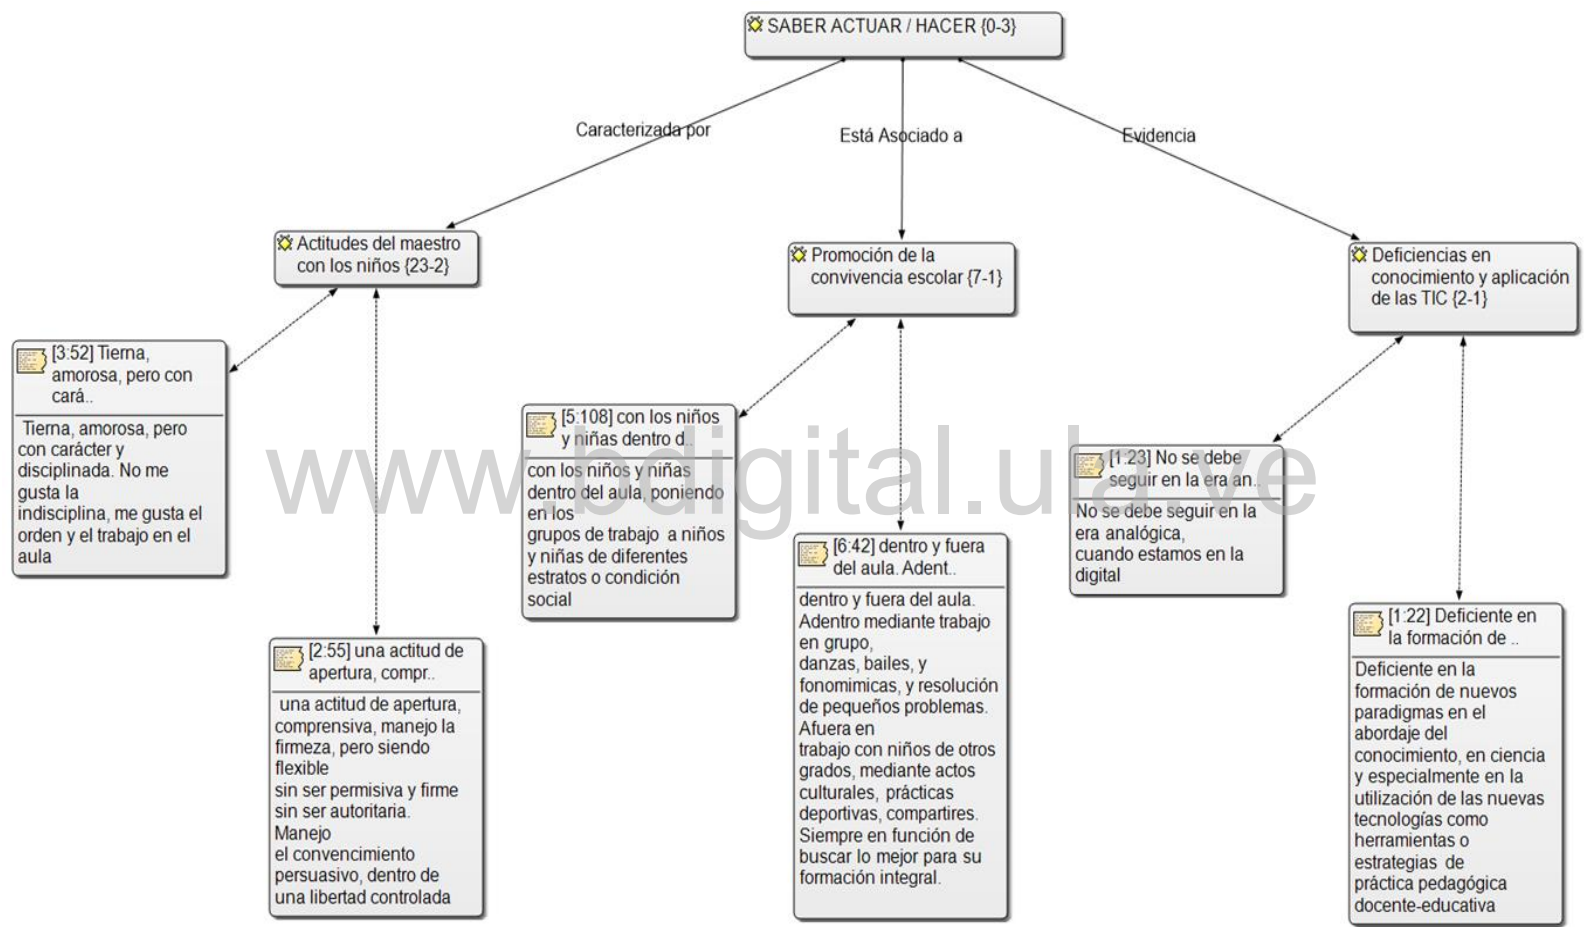 SABER ACTUAR / HACER {0-3}
Caracterizada por
Está Asociado a
Evidencia
Actitudes del maestro
con los niños {23-2}
Promoción de la
convivencia escolar {7-1}
Deficiencias en
conocimiento y aplicación
de las TIC {2-1}
[3:52] Tierna,
amorosa, pero con
cará..
Tierna, amorosa, pero
con carácter y
disciplinada. No me
gusta la
indisciplina, me gusta el
orden y el trabajo en el
aula
[2:55] una actitud de
apertura, compr..
una actitud de apertura,
comprensiva, manejo la
firmeza, pero siendo
flexible
sin ser permisiva y firme
sin ser autoritaria.
Manejo
el convencimiento
persuasivo, dentro de
una libertad controlada
[5:108] con los niños
y niñas dentro d..
con los niños y niñas
dentro del aula, poniendo
en los
grupos de trabajo a niños
y niñas de diferentes
estratos o condición
social
[6:42] dentro y fuera
del aula. Adent..
dentro y fuera del aula.
Adentro mediante trabajo
en grupo,
danzas, bailes, y
fonomimicas, y resolución
de pequeños problemas.
Afuera en
trabajo con niños de otros
grados, mediante actos
culturales, prácticas
deportivas, compartires.
Siempre en función de
buscar lo mejor para su
formación integral.
[1:23] No se debe
seguir en la era an..
No se debe seguir en la
era analógica,
cuando estamos en la
digital
[1:22] Deficiente en
la formación de ..
Deficiente en la
formación de nuevos
paradigmas en el
abordaje del
conocimiento, en ciencia
y especialmente en la
utilización de las nuevas
tecnologías como
herramientas o
estrategias de
práctica pedagógica
docente-educativa
www.bdigital.ula.ve